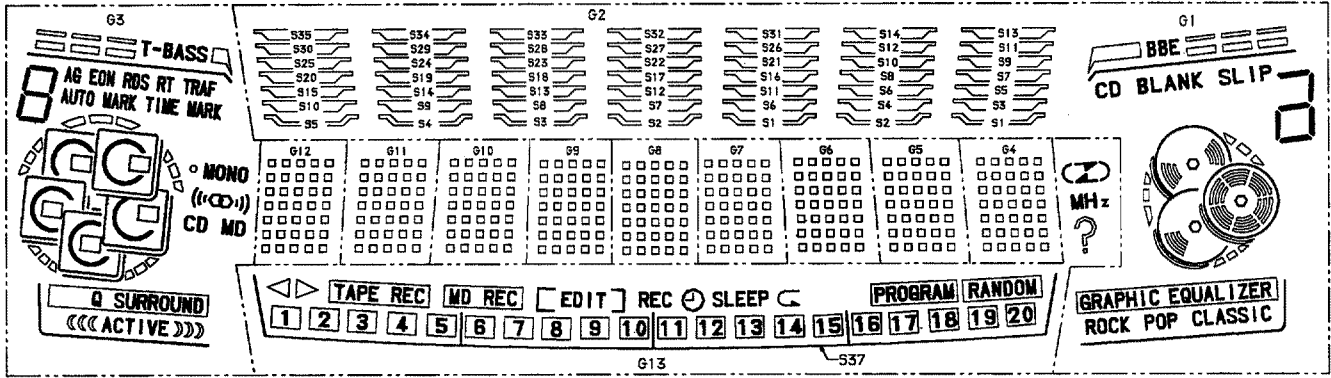 G3 G2 G1
T-BASS S35 S34 S33 S32 S31 S14 S13 BBE
S30 S29 S28 S27 S26 S12 S11
S25 S24 S23 S22 S21 S10 S9
AG EON RDS RT TRAF S20 S19 S18 S17 S16 S8 S7 CD BLANK SLIP
AUTO MARK TIME MARK S15 S14 S13 S12 S11 S6 S5
S10 S9 S8 S7 S6 S4 S3
S5 S4 S3 S2 S1 S2 S1
G12 G11 G10 G9 G8 G7 G6 G5 G4
MONO
MHz
CD MD ?
Q SURROUND TAPE REC MD REC [EDIT] REC SLEEP PROGRAM RANDOM GRAPHIC EQUALIZER
(((ACTIVE))) 1 2 3 4 5 6 7 8 9 10 11 12 13 14 15 16 17 18 19 20 ROCK POP CLASSIC
G13 S37